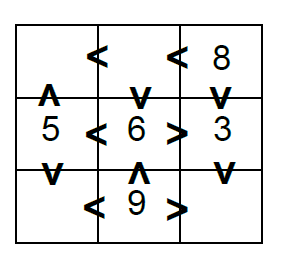 < < 8
∧ ∨ ∨
5 < 6 > 3
∨ ∧ ∨
< 9 >